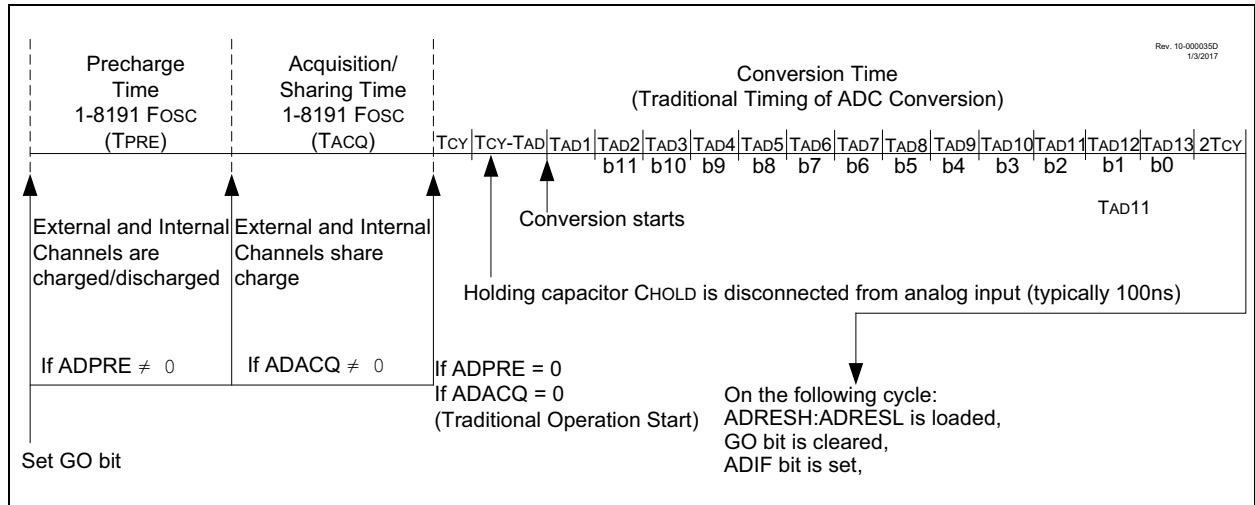 Rev. 10-000035D
1/3/2017
Precharge
Time
1-8191 FOSC
(TPRE)
Acquisition/
Sharing Time
1-8191 FOSC
(TACQ)
Conversion Time
(Traditional Timing of ADC Conversion)
TCY TCY-TAD TAD1 TAD2 TAD3 TAD4 TAD5 TAD6 TAD7 TAD8 TAD9 TAD10 TAD11 TAD12 TAD13 2TCY
b11 b10 b9 b8 b7 b6 b5 b4 b3 b2 b1 b0
TAD11
External and Internal
Channels are
charged/discharged
External and Internal
Channels share
charge
Conversion starts
Holding capacitor CHOLD is disconnected from analog input (typically 100ns)
If ADPRE ≠ 0
If ADACQ ≠ 0
If ADPRE = 0
If ADACQ = 0
(Traditional Operation Start)
On the following cycle:
ADRESH:ADRESL is loaded,
GO bit is cleared,
ADIF bit is set,
Set GO bit